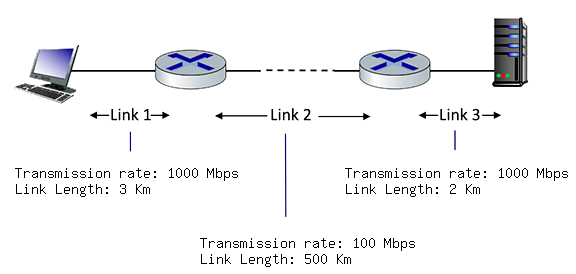 Link 1
Link 2
Link 3
Transmission rate: 1000 Mbps
Link Length: 3 Km
Transmission rate: 1000 Mbps
Link Length: 2 Km
Transmission rate: 100 Mbps
Link Length: 500 Km